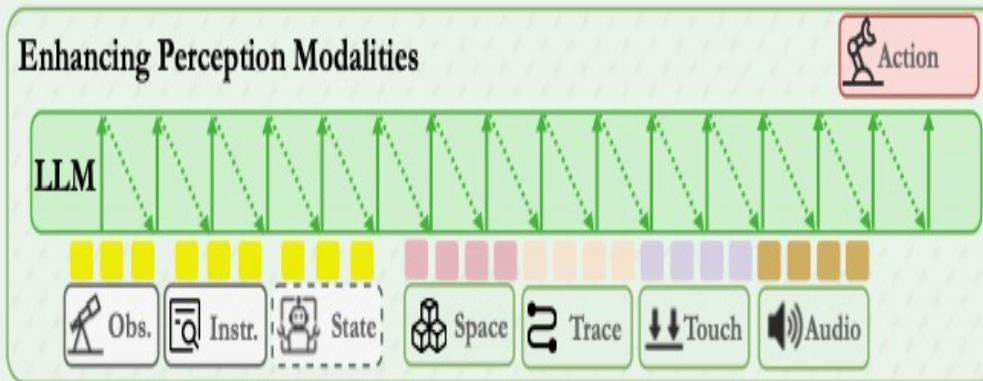 Enhancing Perception Modalities
Action
LLM
Obs.
Instr.
State
Space
Trace
Touch
Audio